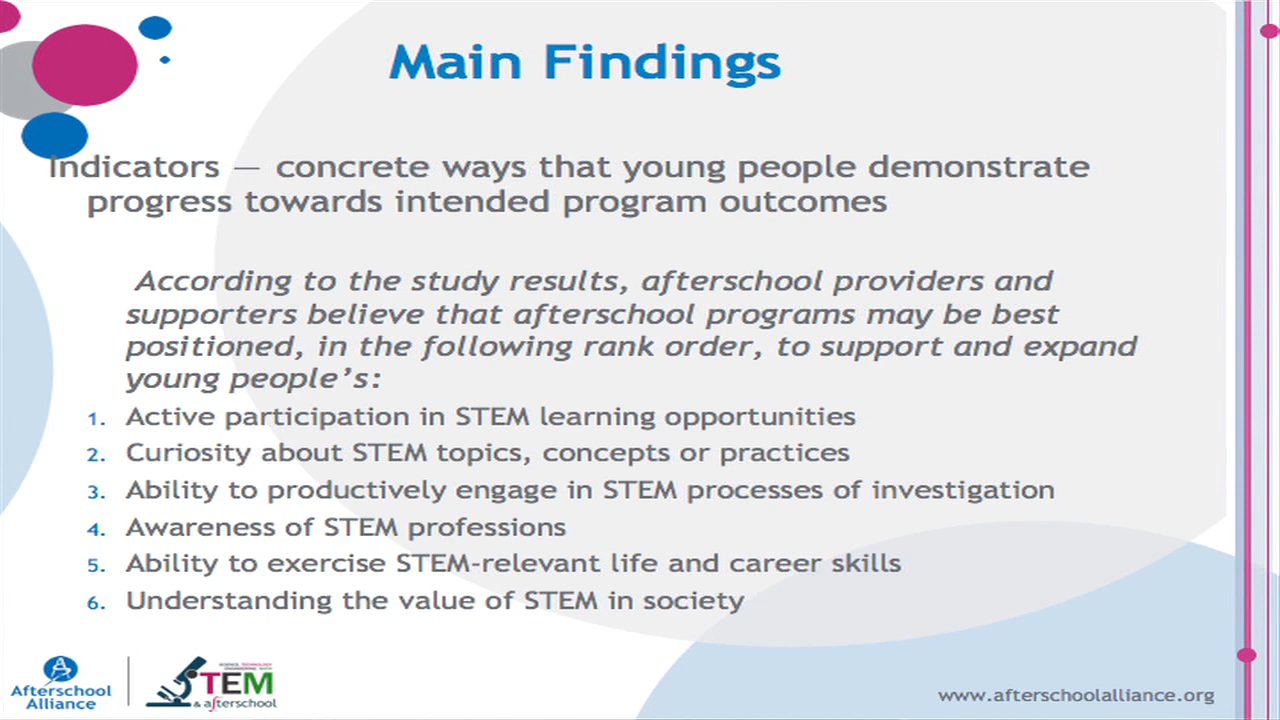 Main Findings
Indicators — concrete ways that young people demonstrate
progress towards intended program outcomes
According to the study results, afterschool providers and
supporters believe that afterschool programs may be best
positioned, in the following rank order, to support and expand
young people's:
1. Active participation in STEM learning opportunities
2. Curiosity about STEM topics, concepts or practices
3. Ability to productively engage in STEM processes of investigation
4. Awareness of STEM professions
5. Ability to exercise STEM-relevant life and career skills
6. Understanding the value of STEM in society
Afterschool
Alliance
SCIENCE, TECHNOLOGY
ENGINEERING, MATH
STEM
& afterschool
www.afterschoolalliance.org